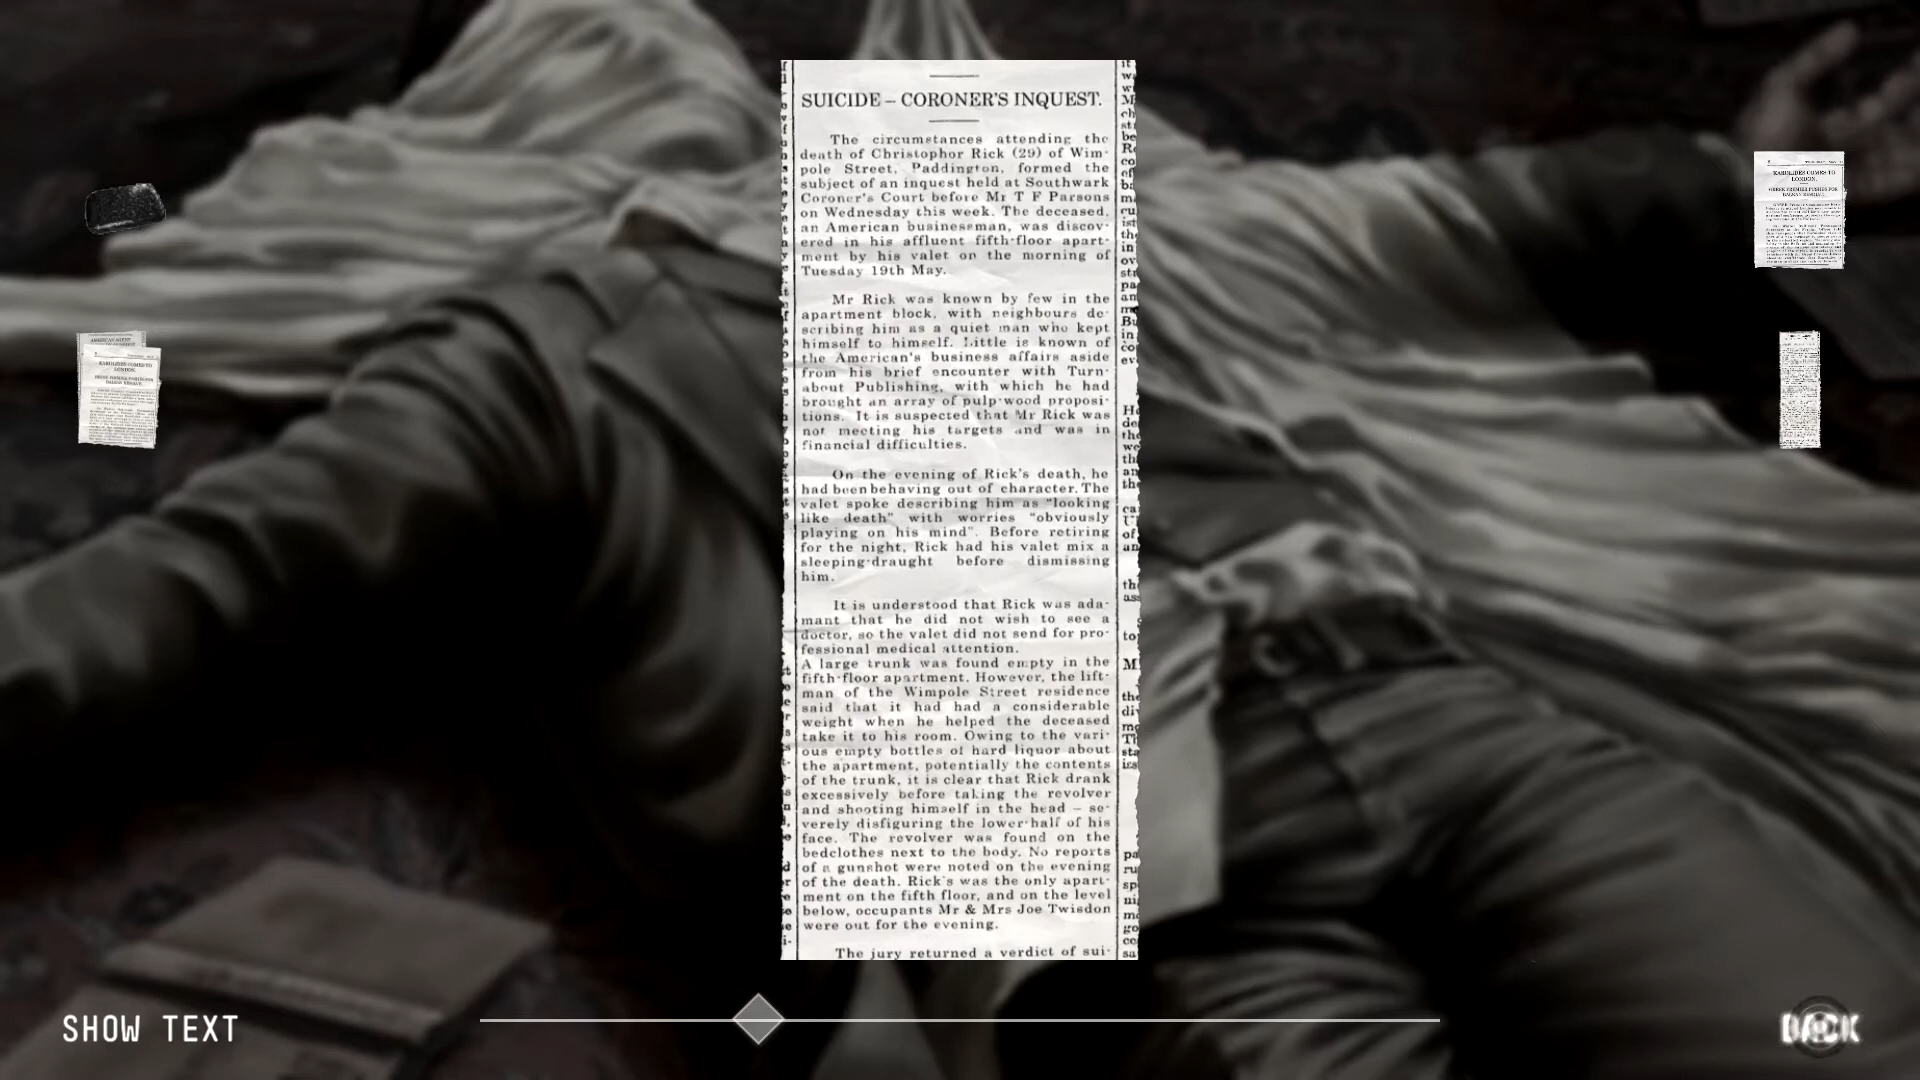 SUICIDE – CORONER'S INQUEST.
The circumstances attending the
death of Christophor Rick (29) of Wim-
pole Street, Paddington, formed the
subject of an inquest held at Southwark
Coroner's Court before Mr T F Parsons
on Wednesday this week. The deceased,
an American businessman, was discov-
ered in his affluent fifth-floor apart-
ment by his valet on the morning of
Tuesday 19th May.
Mr Rick was known by few in the
apartment block, with neighbours de-
scribing him as a quiet man who kept
himself to himself. Little is known of
the American's business affairs aside
from his brief encounter with Turn-
about Publishing, with which he had
brought an array of pulp-wood proposi-
tions. It is suspected that Mr Rick was
not meeting his targets and was in
financial difficulties.
On the evening of Rick's death, he
had been behaving out of character. The
valet spoke describing him as "looking
like death" with worries "obviously
playing on his mind". Before retiring
for the night, Rick had his valet mix a
sleeping-draught before dismissing
him.
It is understood that Rick was ada-
mant that he did not wish to see a
doctor, so the valet did not send for pro-
fessional medical attention.
A large trunk was found empty in the
fifth-floor apartment. However, the lift-
man of the Wimpole Street residence
said that it had had a considerable
weight when he helped the deceased
take it to his room. Owing to the vari-
ous empty bottles of hard liquor about
the apartment, potentially the contents
of the trunk, it is clear that Rick drank
excessively before taking the revolver
and shooting himself in the head – se-
verely disfiguring the lower-half of his
face. The revolver was found on the
bedclothes next to the body. No reports
of a gunshot were noted on the evening
of the death. Rick's was the only apart-
ment on the fifth floor, and on the level
below, occupants Mr & Mrs Joe Twisdon
were out for the evening.
The jury returned a verdict of sui-
KAROLIDES COMES TO
LONDON.
GREEK PREMIER PUSHES FOR
KAROLIDES COMES TO
LONDON.
GREEK PREMIER PUSHES FOR
SHOW TEXT
BACK